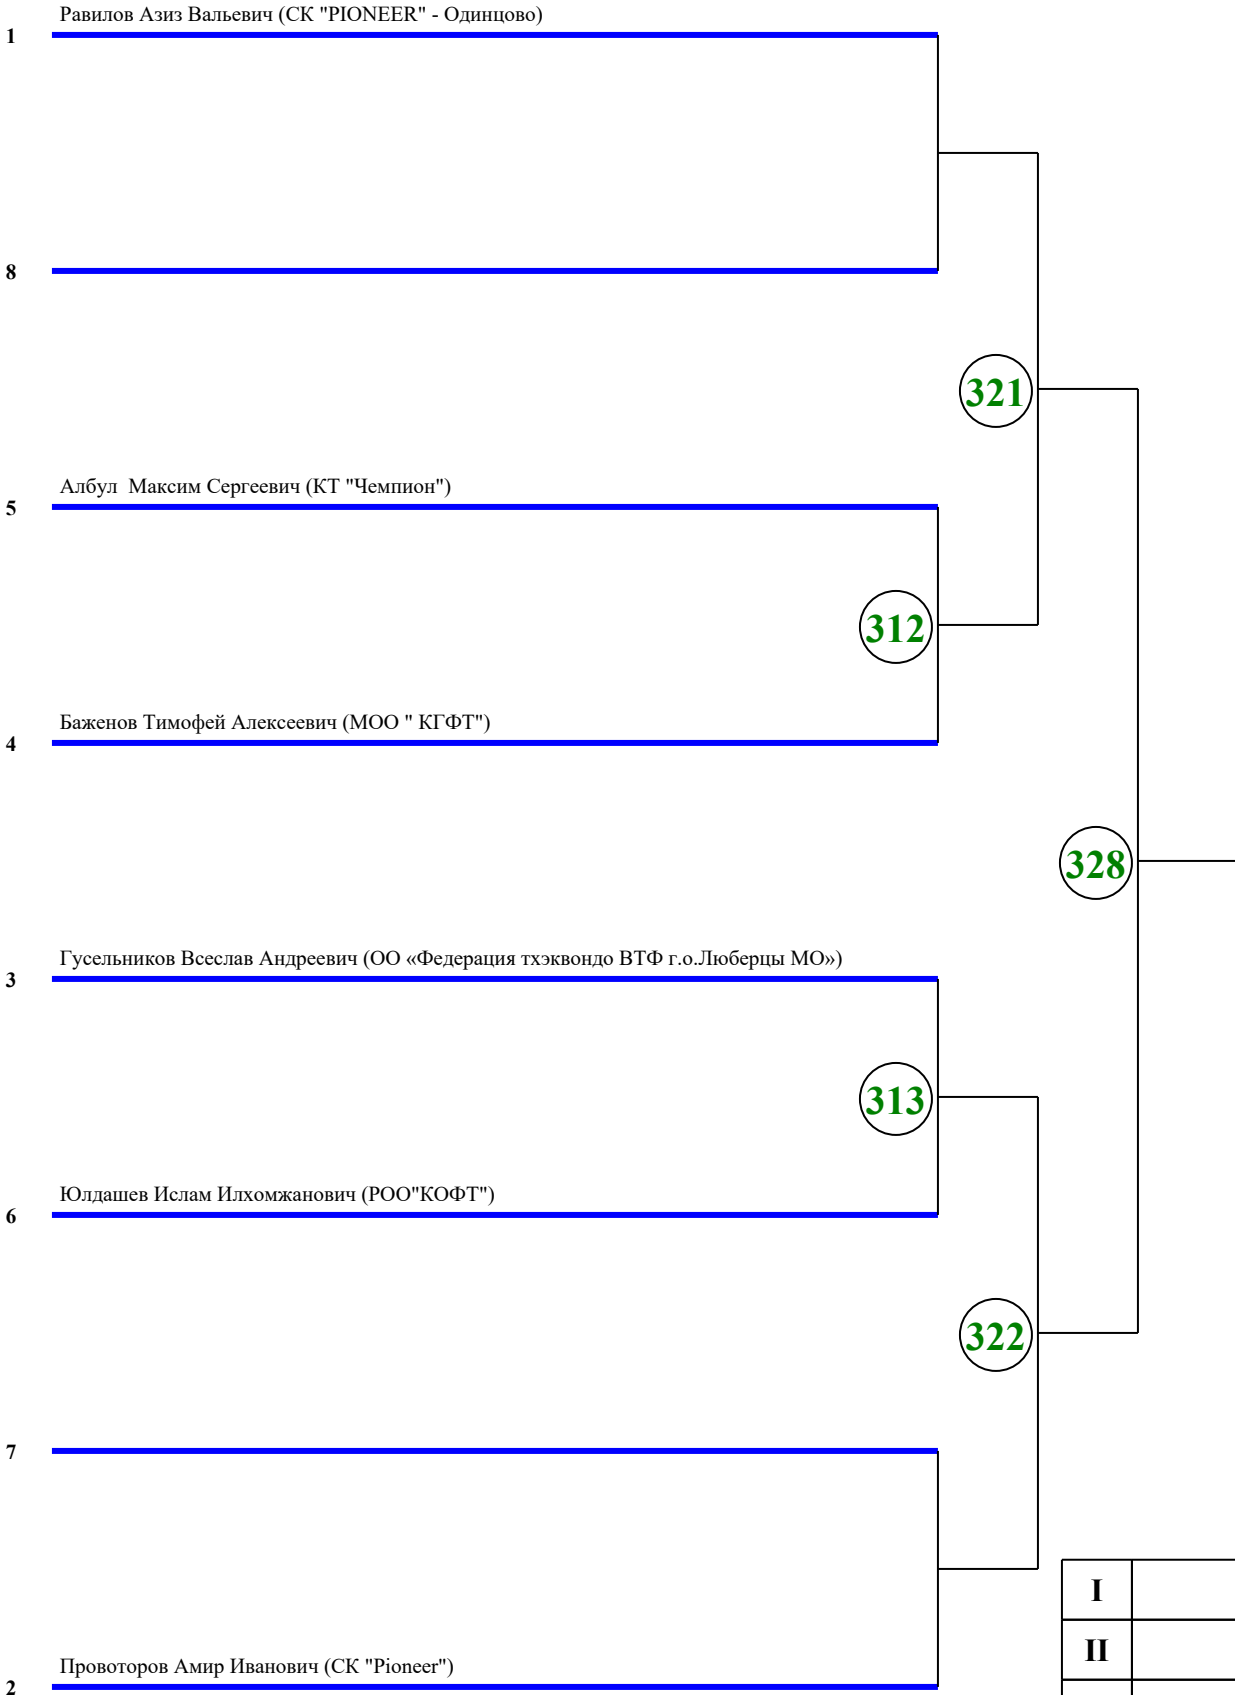 Равилов Азиз Вальевич (СК "PIONEER" - Одинцово)
1
8
321
Албул  Максим Сергеевич (КТ "Чемпион")
5
312
Баженов Тимофей Алексеевич (МОО " КГФТ")
4
328
Гусельников Всеслав Андреевич (ОО «Федерация тхэквондо ВТФ г.о.Люберцы МО»)
3
313
Юлдашев Ислам Илхомжанович (РОО"КОФТ")
6
322
7
I
II
Провоторов Амир Иванович (СК "Pioneer")
2